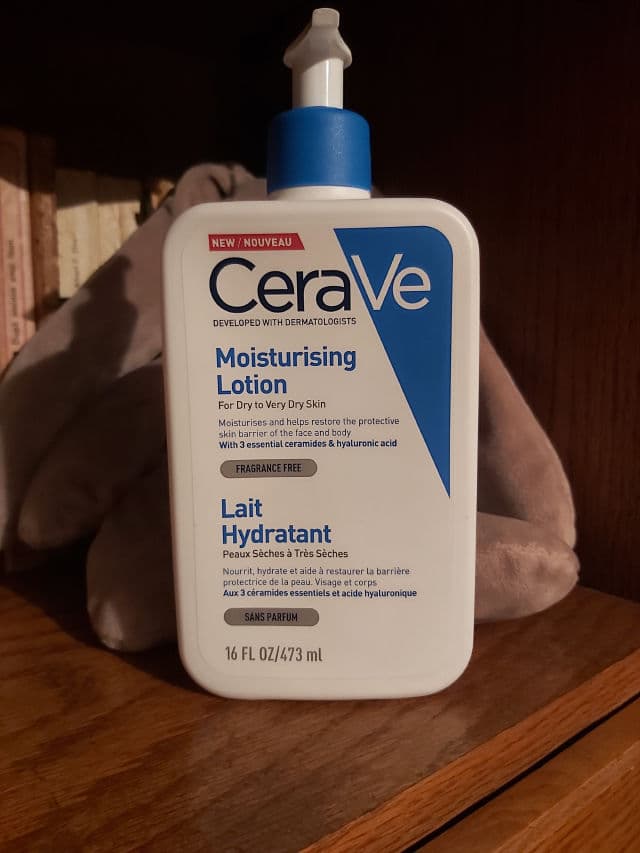 NEW / NOUVEAU
CeraVe
DEVELOPED WITH DERMATOLOGISTS
Moisturising
Lotion
For Dry to Very Dry Skin
Moisturises and helps restore the protective
skin barrier of the face and body
With 3 essential ceramides & hyaluronic acid
FRAGRANCE FREE
Lait
Hydratant
Peaux Sèches à Très Sèches
Nourrit, hydrate et aide à restaurer la barrière
protectrice de la peau. Visage et corps
Aux 3 céramides essentiels et acide hyaluronique
SANS PARFUM
16 FL OZ/473 ml